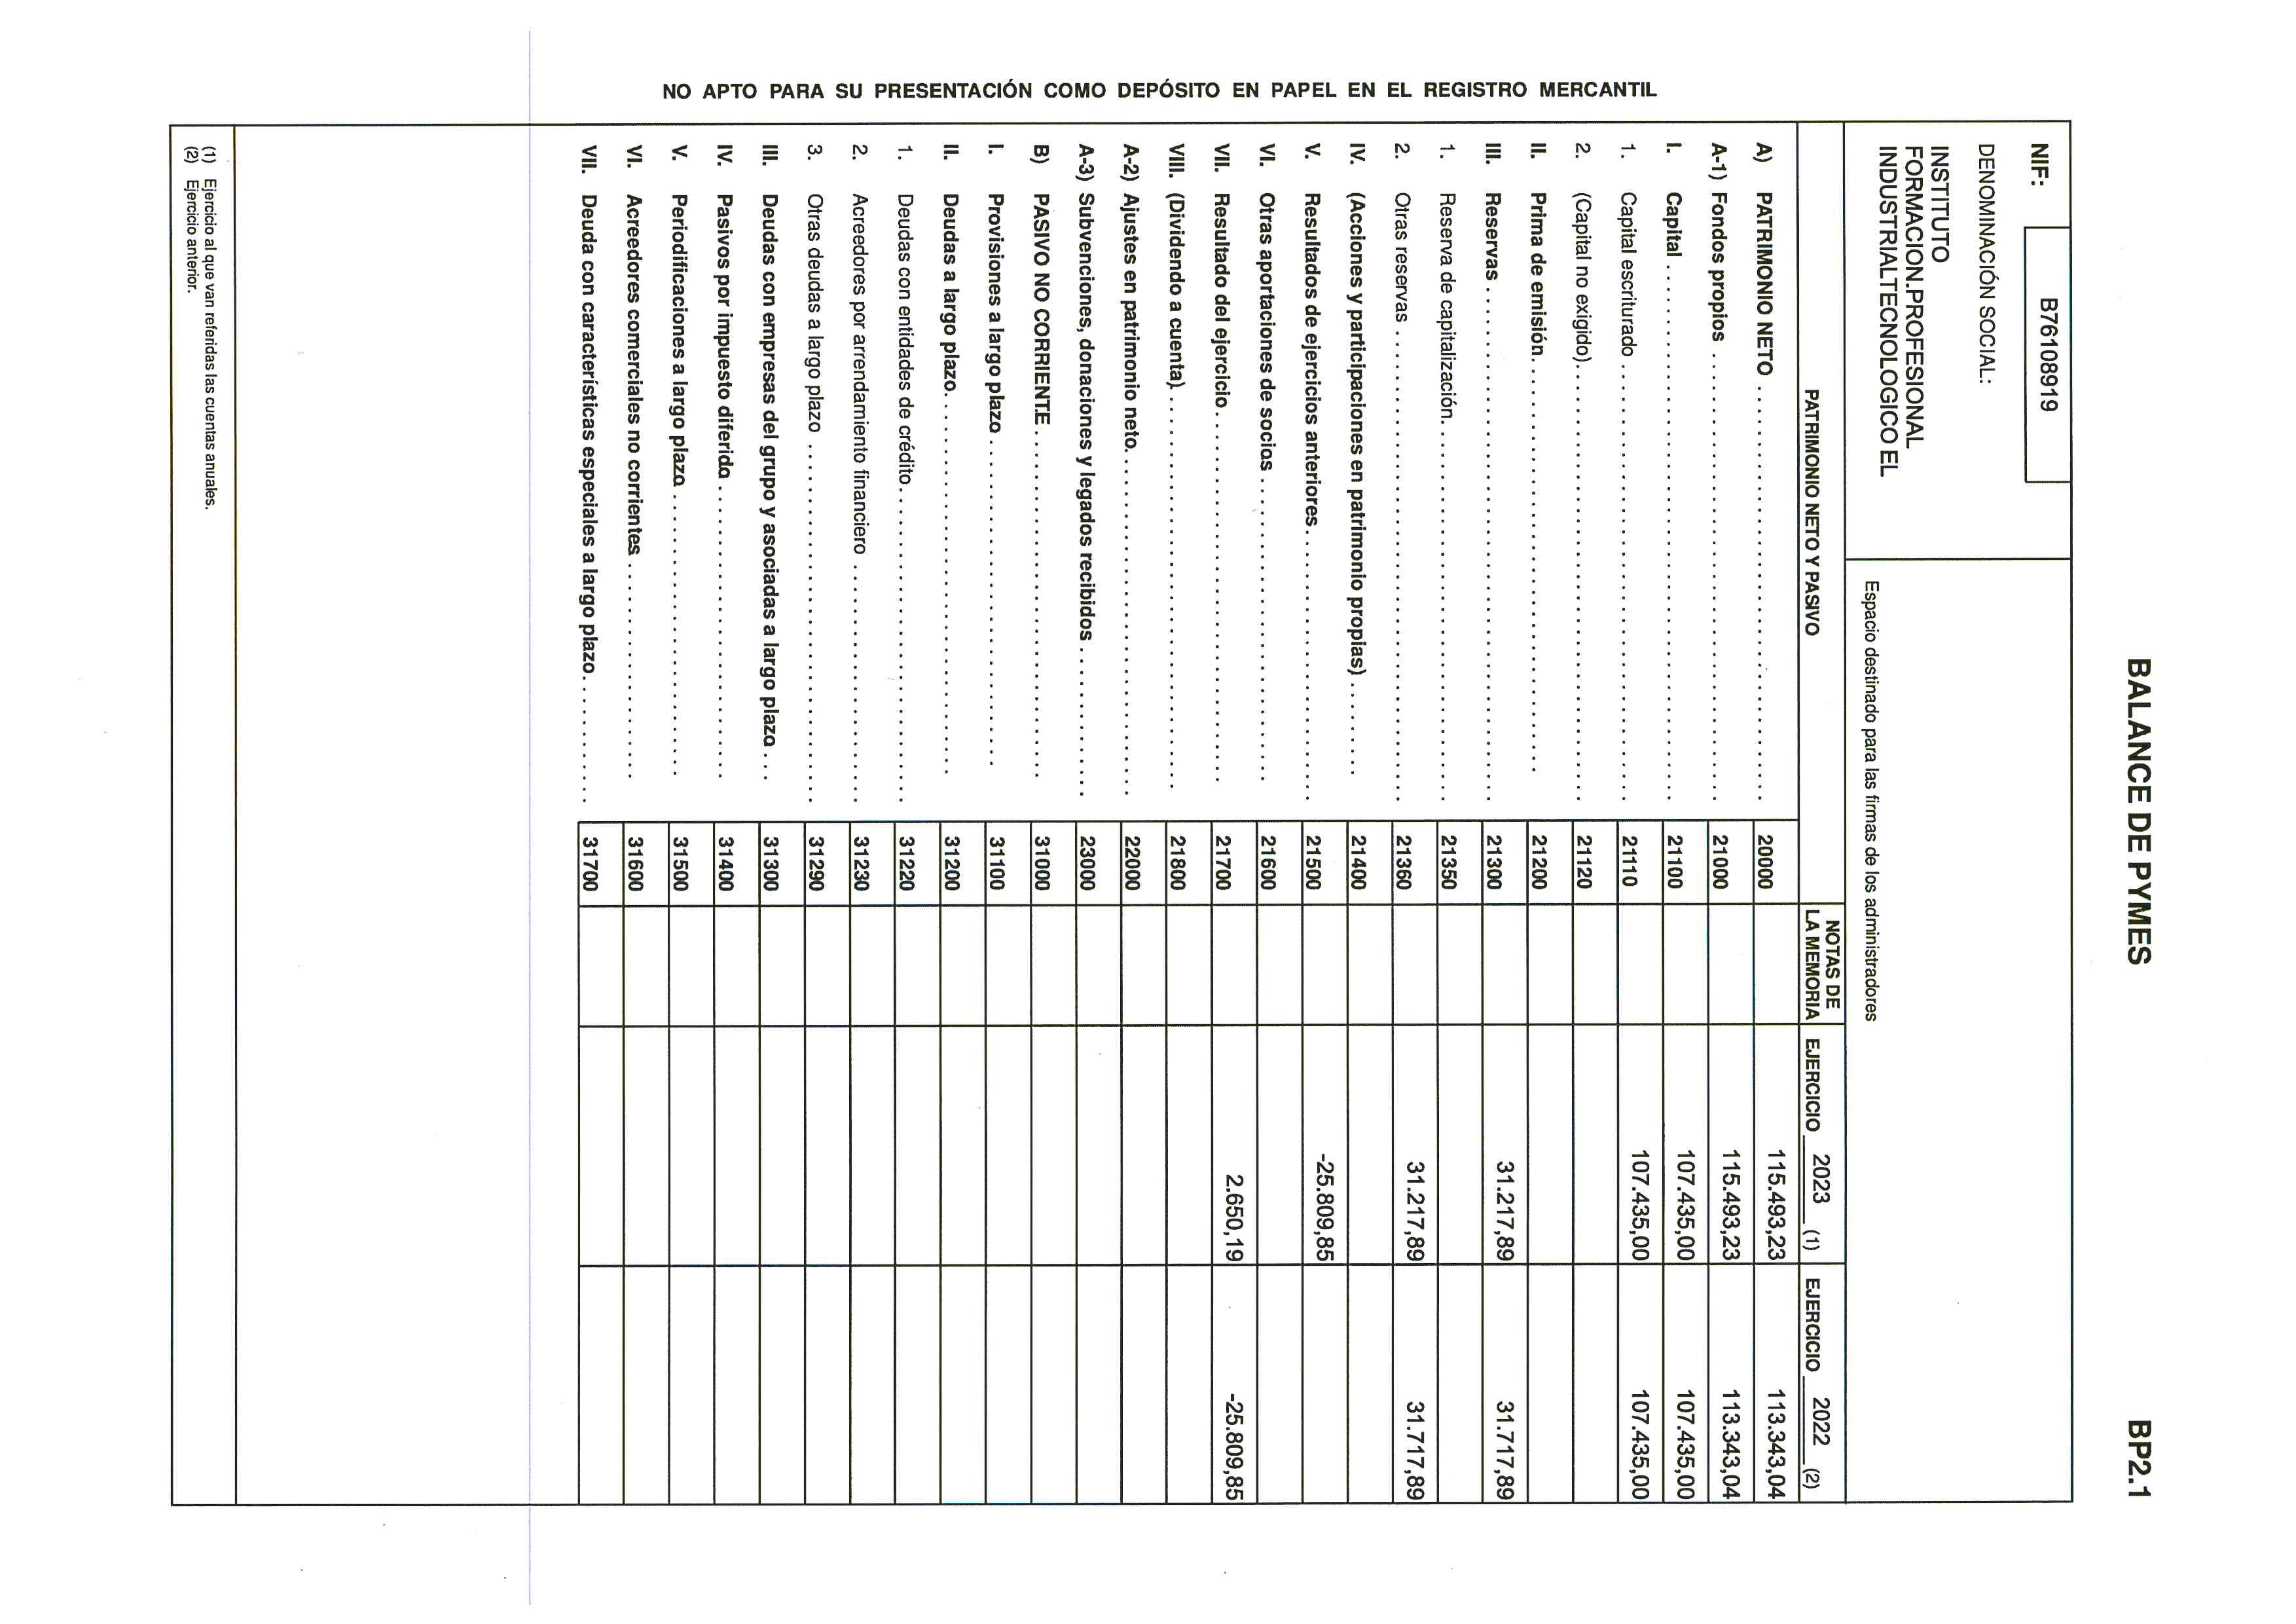 BALANCE DE PYMES BP2.1
NIF: B76108919
DENOMINACIÓN SOCIAL:
INSTITUTO
FORMACION.PROFESIONAL
INDUSTRIALTECNOLOGICO EL
Espacio destinado para las firmas de los administradores
PATRIMONIO NETO Y PASIVO NOTAS DE LA MEMORIA EJERCICIO 2023 (1) EJERCICIO 2022 (2)
A) PATRIMONIO NETO 20000 115.493,23 113.343,04
A-1) Fondos propios 21000 115.493,23 113.343,04
I. Capital 21100 107.435,00 107.435,00
1. Capital escriturado 21110 107.435,00 107.435,00
2. (Capital no exigido) 21120
II. Prima de emisión 21200
III. Reservas 21300 31.217,89 31.717,89
1. Reserva de capitalización 21350
2. Otras reservas 21360 31.217,89 31.717,89
IV. (Acciones y participaciones en patrimonio propias) 21400
V. Resultados de ejercicios anteriores 21500 -25.809,85
VI. Otras aportaciones de socios 21600
VII. Resultado del ejercicio 21700 2.650,19 -25.809,85
VIII. (Dividendo a cuenta) 21800
A-2) Ajustes en patrimonio neto 22000
A-3) Subvenciones, donaciones y legados recibidos 23000
B) PASIVO NO CORRIENTE 31000
I. Provisiones a largo plazo 31100
II. Deudas a largo plazo 31200
1. Deudas con entidades de crédito 31220
2. Acreedores por arrendamiento financiero 31230
3. Otras deudas a largo plazo 31290
III. Deudas con empresas del grupo y asociadas a largo plazo 31300
IV. Pasivos por impuesto diferido 31400
V. Periodificaciones a largo plazo 31500
VI. Acreedores comerciales no corrientes 31600
VII. Deuda con características especiales a largo plazo 31700
(1) Ejercicio al que van referidas las cuentas anuales.
(2) Ejercicio anterior.
NO APTO PARA SU PRESENTACIÓN COMO DEPÓSITO EN PAPEL EN EL REGISTRO MERCANTIL